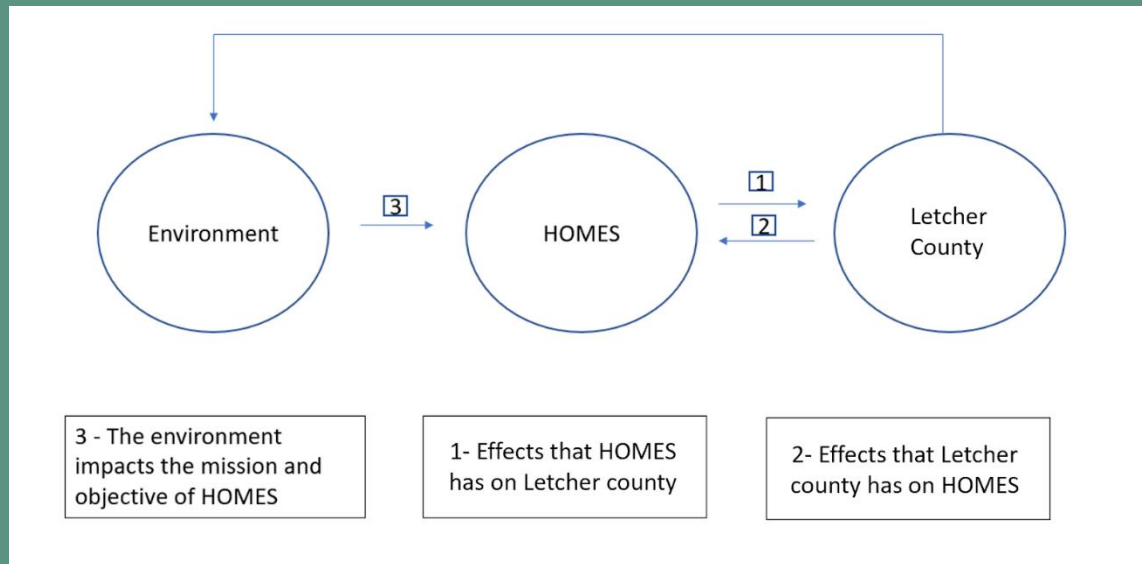 Environment
3
HOMES
1
2
Letcher
County
3 - The environment
impacts the mission and
objective of HOMES
1- Effects that HOMES
has on Letcher county
2- Effects that Letcher
county has on HOMES